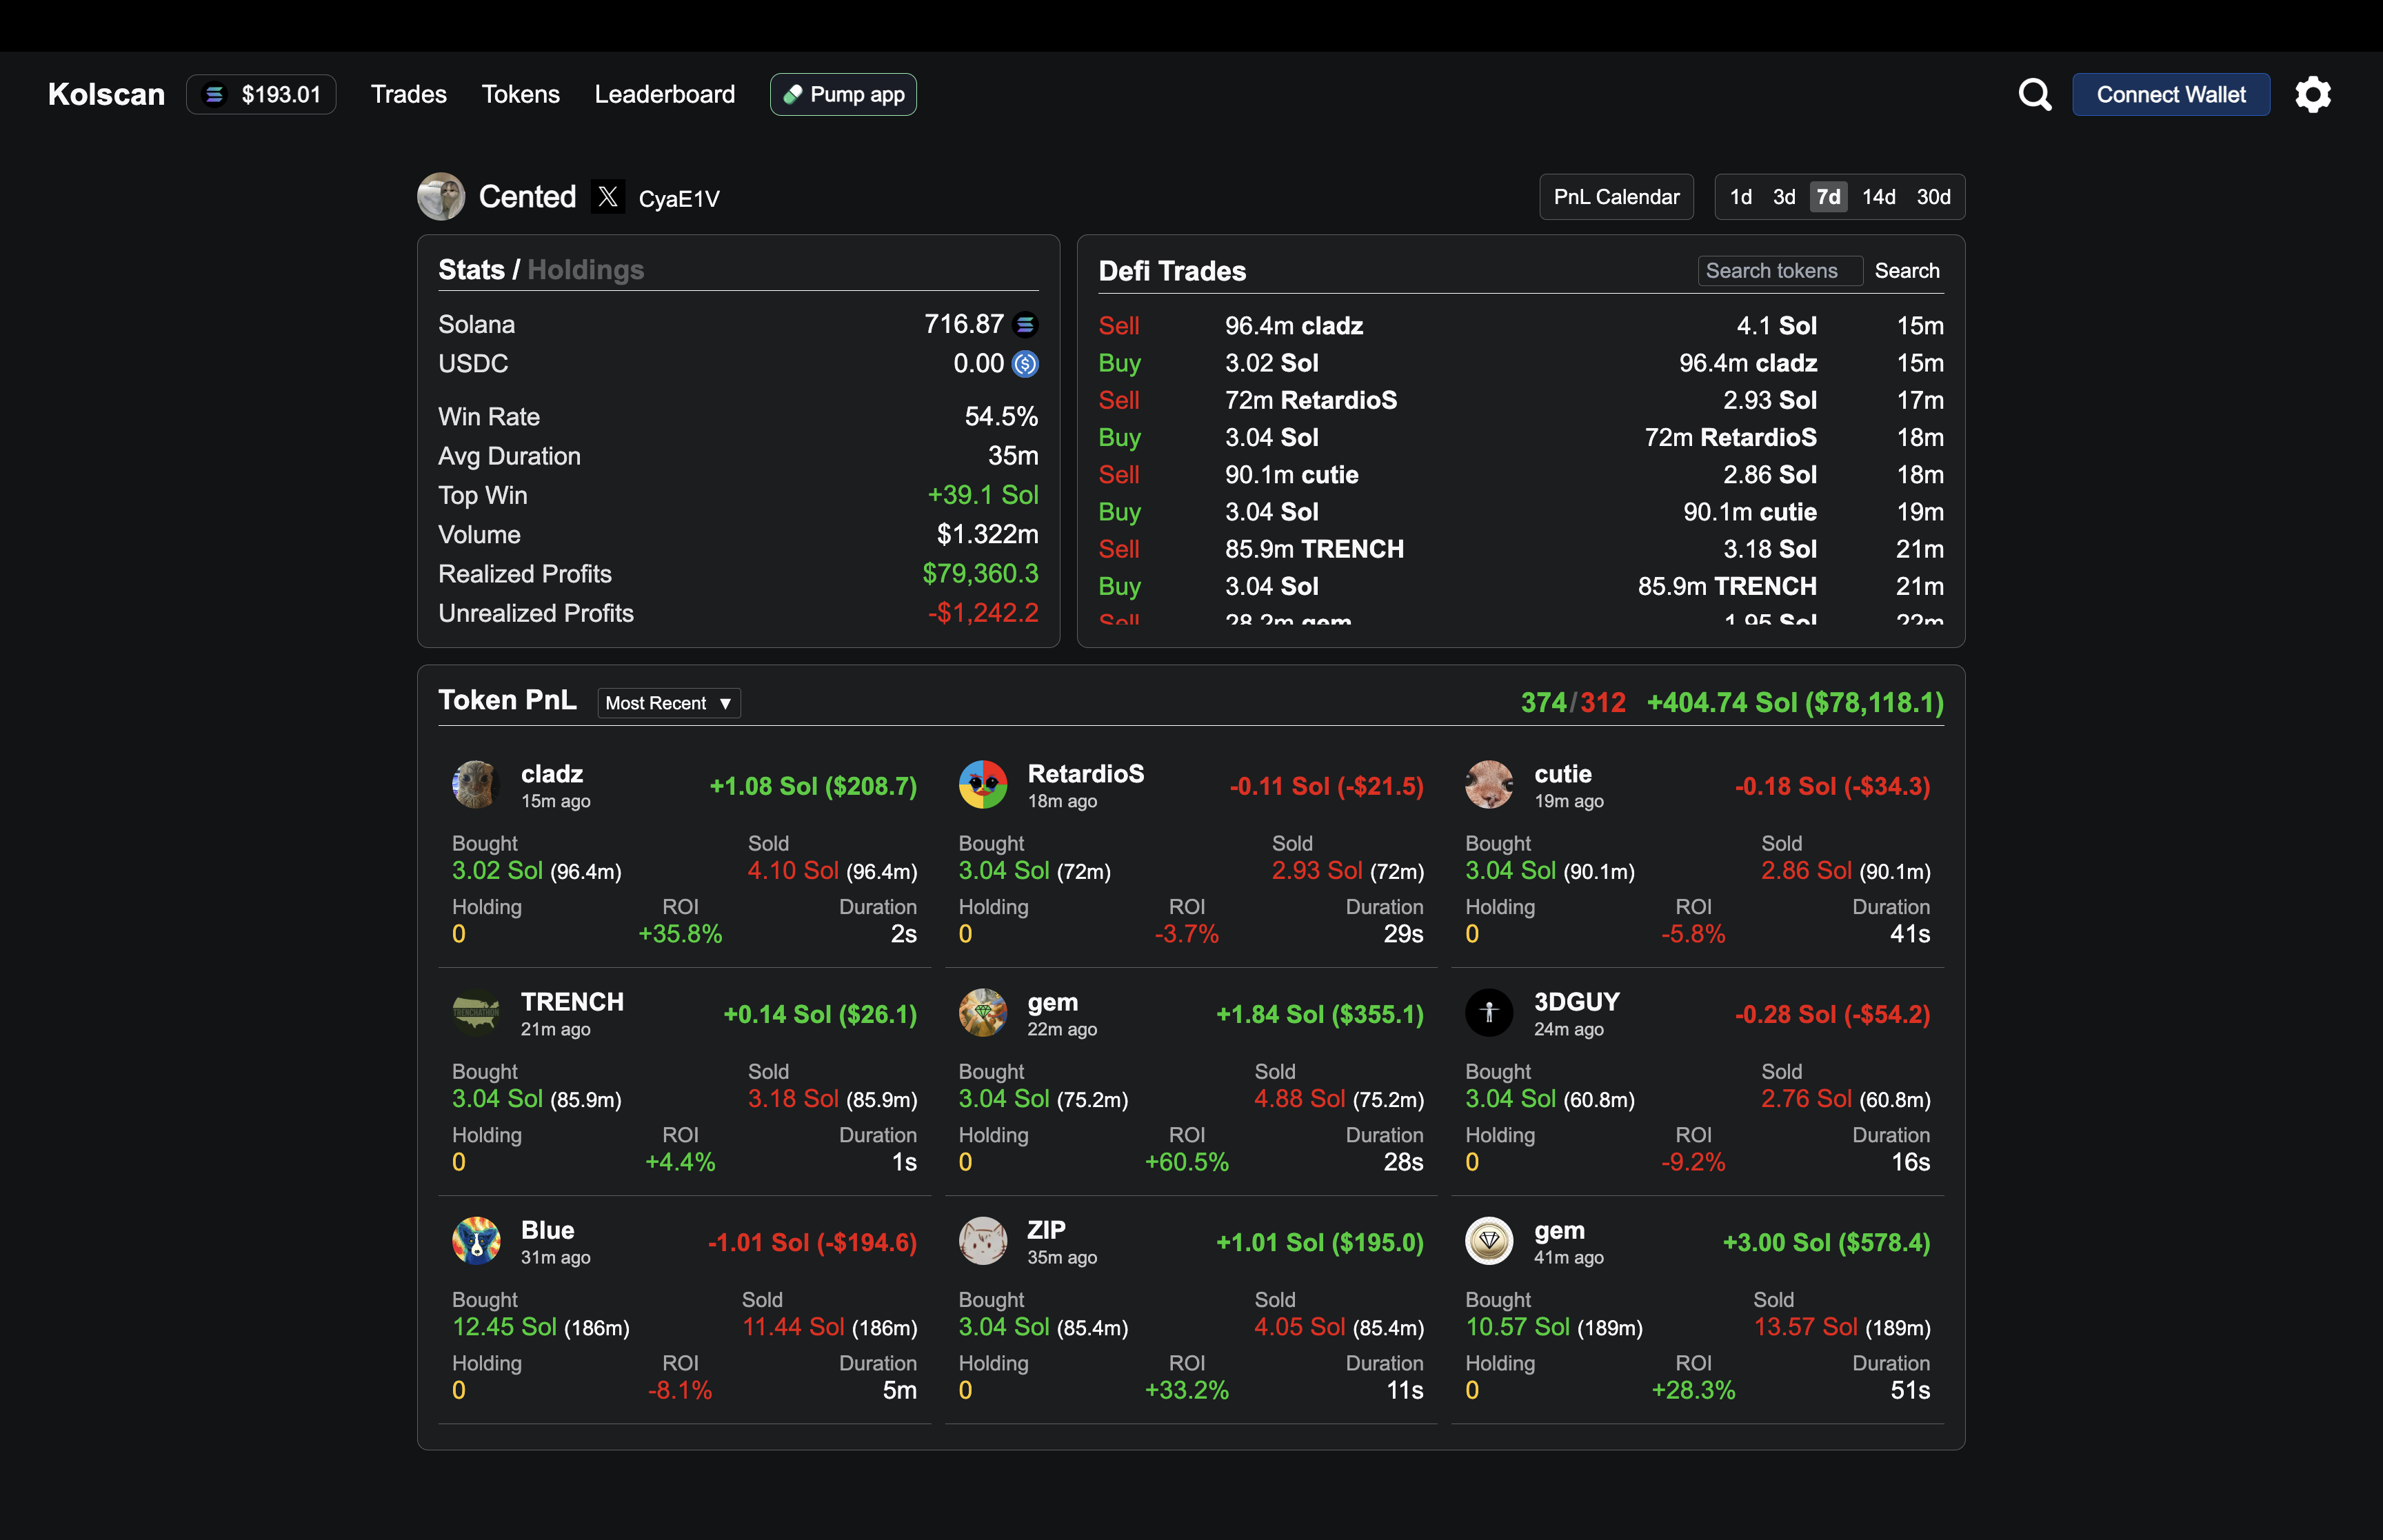 Kolscan $193.01 Trades Tokens Leaderboard Pump app Connect Wallet
Cented CyaE1V PnL Calendar 1d 3d 7d 14d 30d
Stats / Holdings
Solana 716.87
USDC 0.00
Win Rate 54.5%
Avg Duration 35m
Top Win +39.1 Sol
Volume $1.322m
Realized Profits $79,360.3
Unrealized Profits -$1,242.2
Defi Trades Search tokens Search
Sell 96.4m cladz 4.1 Sol 15m
Buy 3.02 Sol 96.4m cladz 15m
Sell 72m RetardioS 2.93 Sol 17m
Buy 3.04 Sol 72m RetardioS 18m
Sell 90.1m cutie 2.86 Sol 18m
Buy 3.04 Sol 90.1m cutie 19m
Sell 85.9m TRENCH 3.18 Sol 21m
Buy 3.04 Sol 85.9m TRENCH 21m
Sell 28.2m gem 1.95 Sol 22m
Token PnL Most Recent ▼ 374/312 +404.74 Sol ($78,118.1)
cladz +1.08 Sol ($208.7)
15m ago
Bought Sold
3.02 Sol (96.4m) 4.10 Sol (96.4m)
Holding ROI Duration
0 +35.8% 2s
RetardioS -0.11 Sol (-$21.5)
18m ago
Bought Sold
3.04 Sol (72m) 2.93 Sol (72m)
Holding ROI Duration
0 -3.7% 29s
cutie -0.18 Sol (-$34.3)
19m ago
Bought Sold
3.04 Sol (90.1m) 2.86 Sol (90.1m)
Holding ROI Duration
0 -5.8% 41s
TRENCH +0.14 Sol ($26.1)
21m ago
Bought Sold
3.04 Sol (85.9m) 3.18 Sol (85.9m)
Holding ROI Duration
0 +4.4% 1s
gem +1.84 Sol ($355.1)
22m ago
Bought Sold
3.04 Sol (75.2m) 4.88 Sol (75.2m)
Holding ROI Duration
0 +60.5% 28s
3DGUY -0.28 Sol (-$54.2)
24m ago
Bought Sold
3.04 Sol (60.8m) 2.76 Sol (60.8m)
Holding ROI Duration
0 -9.2% 16s
Blue -1.01 Sol (-$194.6)
31m ago
Bought Sold
12.45 Sol (186m) 11.44 Sol (186m)
Holding ROI Duration
0 -8.1% 5m
ZIP +1.01 Sol ($195.0)
35m ago
Bought Sold
3.04 Sol (85.4m) 4.05 Sol (85.4m)
Holding ROI Duration
0 +33.2% 11s
gem +3.00 Sol ($578.4)
41m ago
Bought Sold
10.57 Sol (189m) 13.57 Sol (189m)
Holding ROI Duration
0 +28.3% 51s